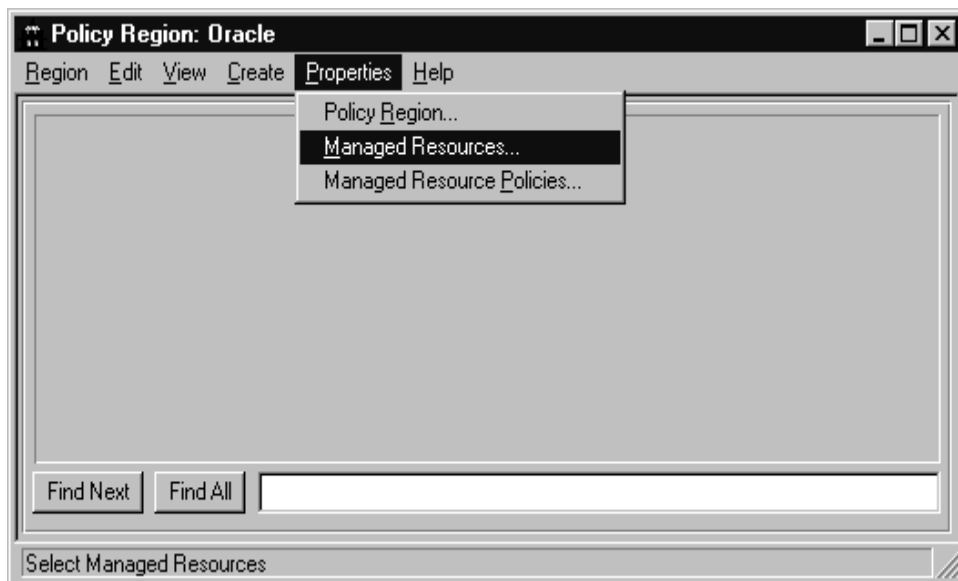 Policy Region: Oracle
Region Edit View Create Properties Help
Policy Region...
Managed Resources...
Managed Resource Policies...
Find Next Find All
Select Managed Resources